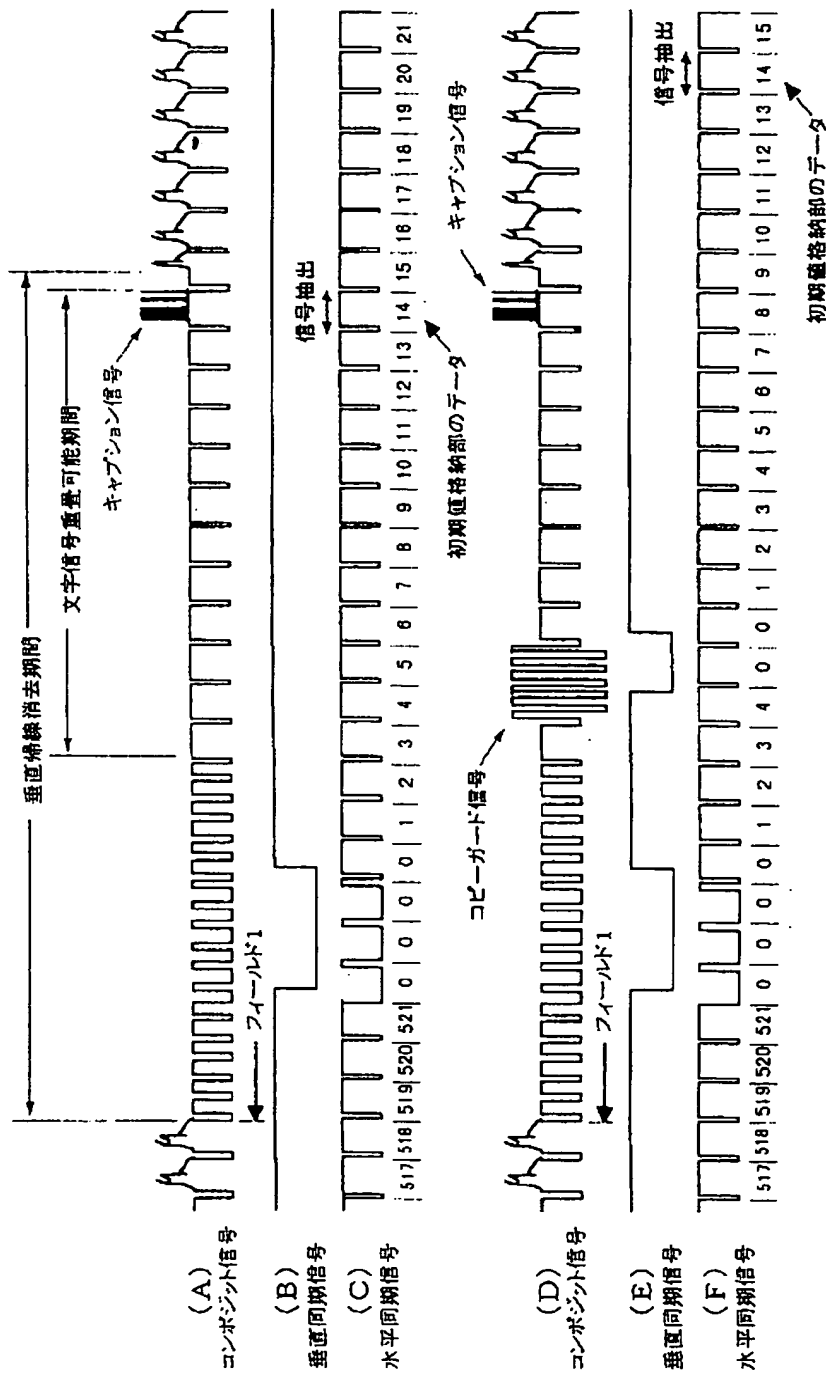 垂直帰線消去期間
文字信号重畳可能期間
キャプション信号
フィールド1
(A)
コンポジット信号
(B)
垂直同期信号
信号抽出
(C)
水平同期信号
517 518 519 520 521 0 0 0 0 1 2 3 4 5 6 7 8 9 10 11 12 13 14 15 16 17 18 19 20 21
初期値格納部のデータ
コピーガード信号
キャプション信号
フィールド1
(D)
コンポジット信号
(E)
垂直同期信号
信号抽出
(F)
水平同期信号
517 518 519 520 521 0 0 0 0 1 2 3 4 0 0 1 2 3 4 5 6 7 8 9 10 11 12 13 14 15
初期値格納部のデータ